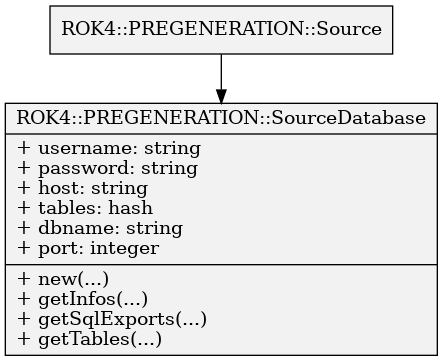 ROK4::PREGENERATION::Source
ROK4::PREGENERATION::SourceDatabase
+ username: string
+ password: string
+ host: string
+ tables: hash
+ dbname: string
+ port: integer
+ new(...)
+ getInfos(...)
+ getSqlExports(...)
+ getTables(...)